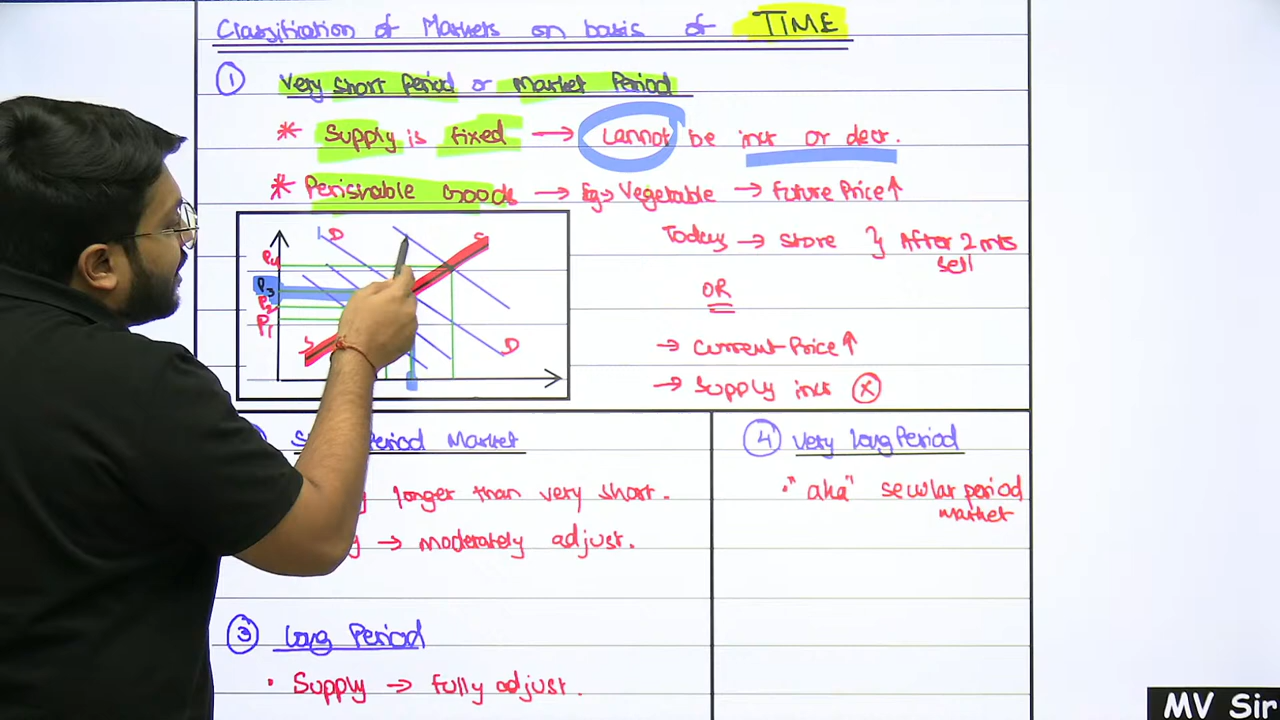 Classification of Markets on basis of TIME
① Very short Period or Market Period
* Supply is fixed → cannot be incr or decr.
* Perishable Goods → Eg → Vegetable → Future Price ↑
Today → store } After 2 mts
sell
OR
→ Current Price ↑
→ Supply incr ⓧ
D
S
P4
P3
P2
P1
S
D
Period Market
longer than very short.
→ moderately adjust.
③ Long Period
• Supply → fully adjust.
④ Very Long Period
• "aka" secular period
market
MV Sir